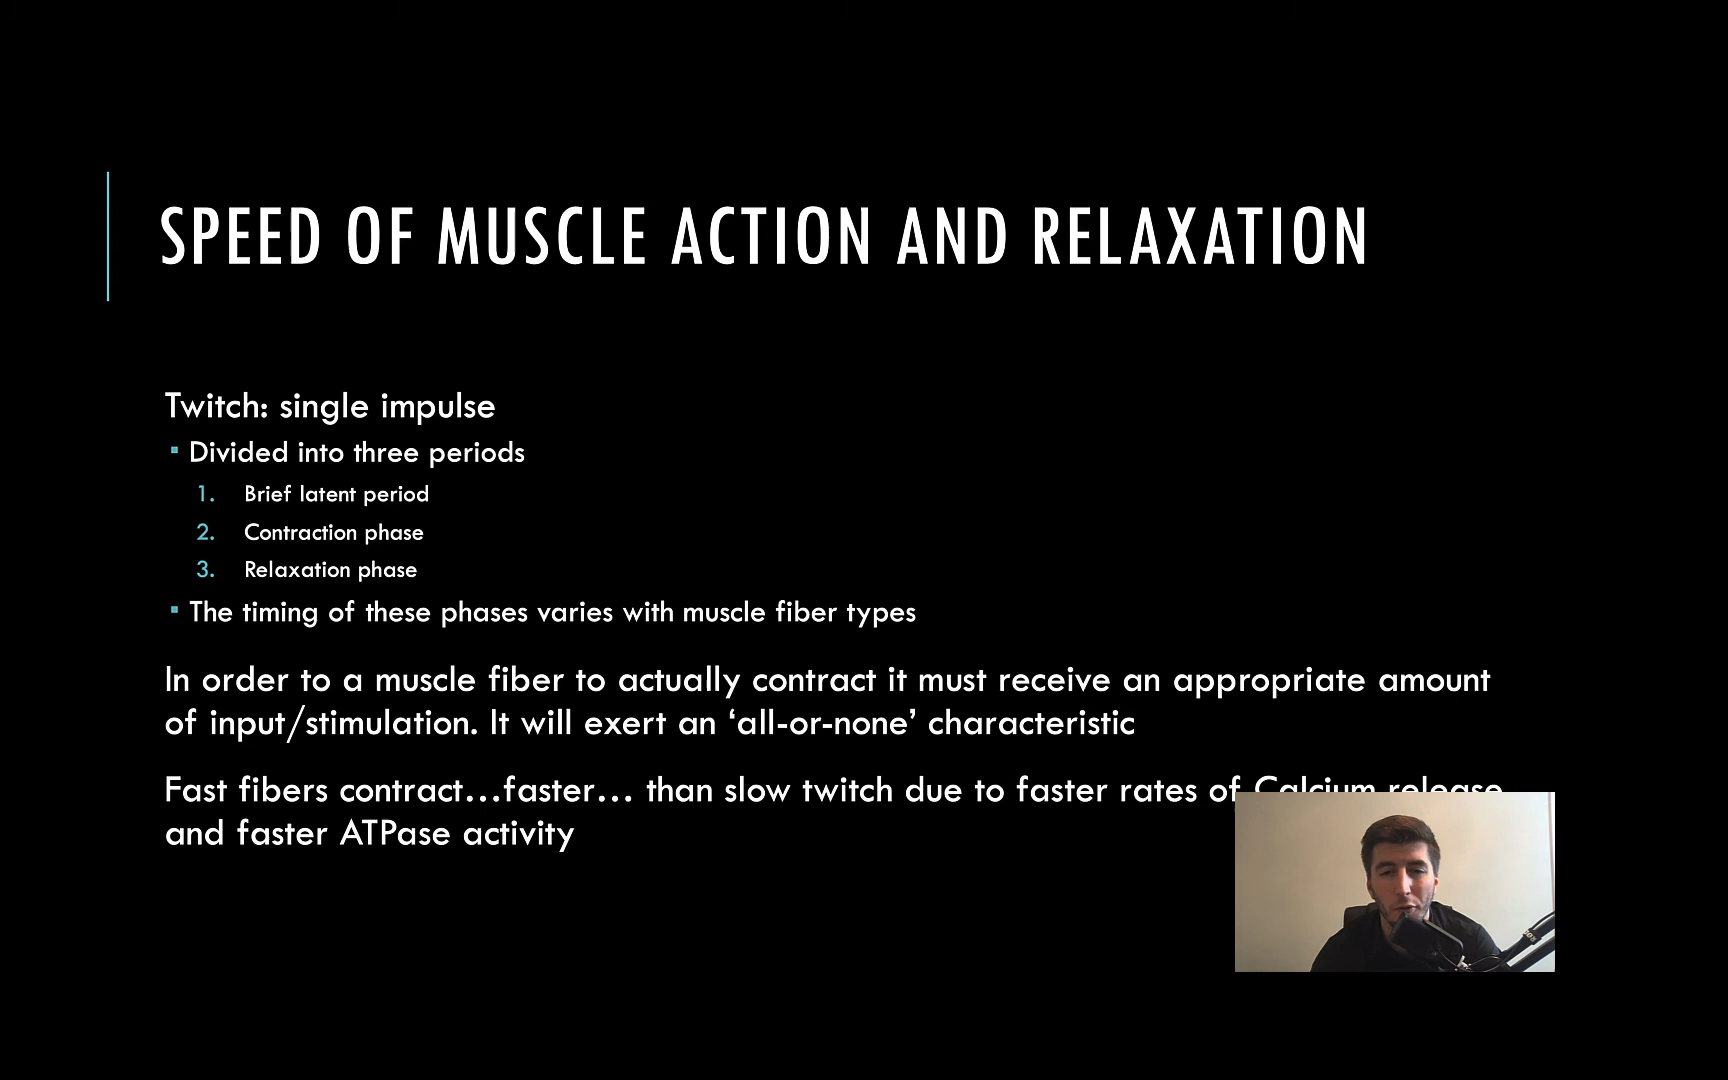 SPEED OF MUSCLE ACTION AND RELAXATION
Twitch: single impulse
▪ Divided into three periods
1. Brief latent period
2. Contraction phase
3. Relaxation phase
▪ The timing of these phases varies with muscle fiber types
In order to a muscle fiber to actually contract it must receive an appropriate amount
of input/stimulation. It will exert an ‘all-or-none’ characteristic
Fast fibers contract…faster… than slow twitch due to faster rates of Calcium release
and faster ATPase activity